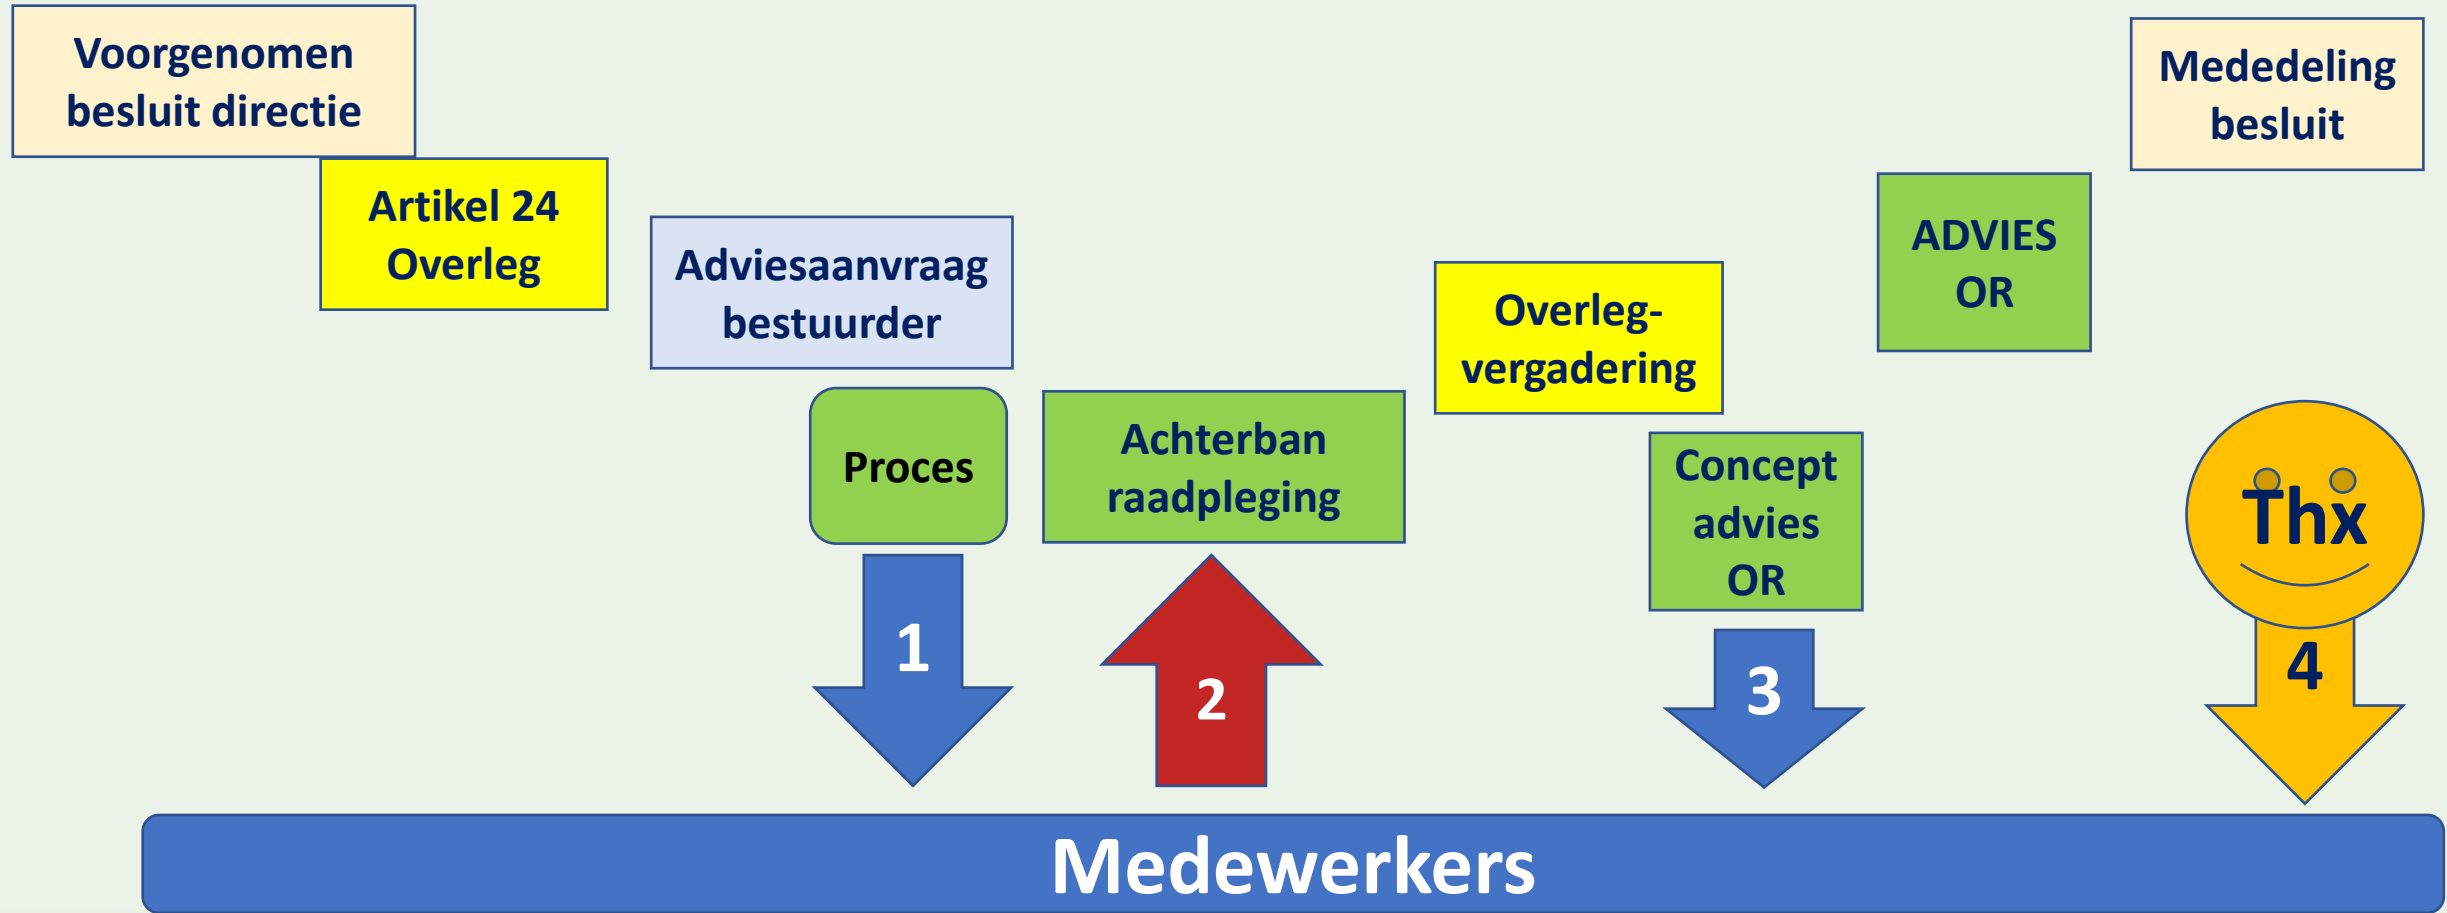 Voorgenomen
besluit directie
Artikel 24
Overleg
Adviesaanvraag
bestuurder
Proces
Achterban
raadpleging
Overleg-
vergadering
Concept
advies
OR
ADVIES
OR
Mededeling
besluit
Thx
1
2
3
4
Medewerkers